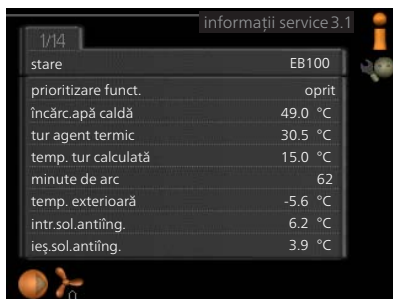 informații service 3.1
1/14
stare EB100
prioritizare funct. oprit
încărc.apă caldă 49.0 °C
tur agent termic 30.5 °C
temp. tur calculată 15.0 °C
minute de arc 62
temp. exterioară -5.6 °C
intr.sol.antiîng. 6.2 °C
ieș.sol.antiîng. 3.9 °C